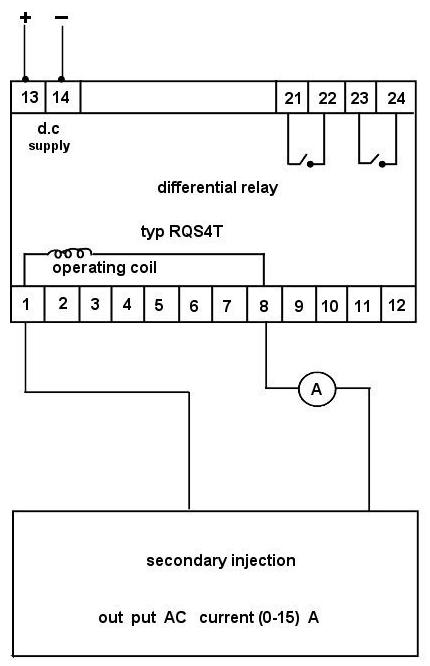 + −
13 14 21 22 23 24
d.c
supply
differential relay
typ RQS4T
operating coil
1 2 3 4 5 6 7 8 9 10 11 12
A
secondary injection
out put AC current (0-15) A